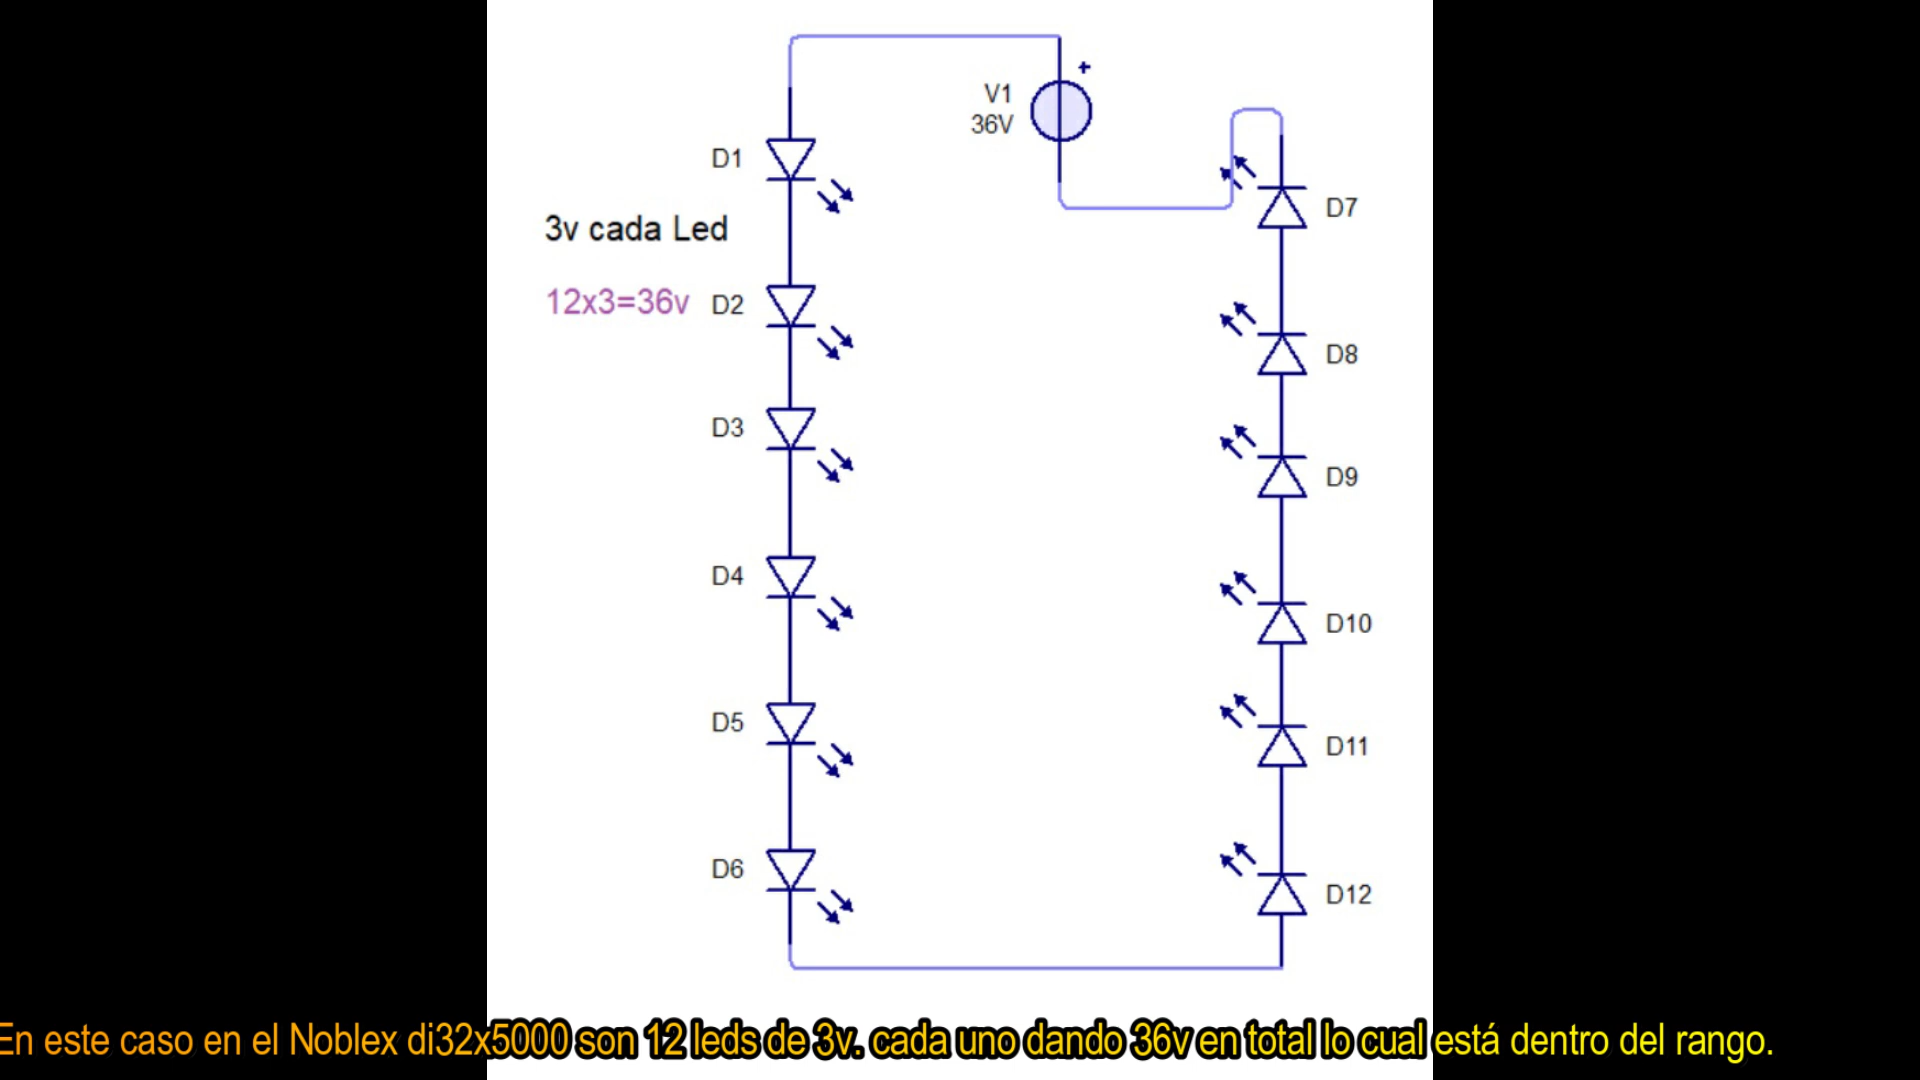 +
V1
36V
D1
D7
3v cada Led
12x3=36v
D2
D8
D3
D9
D4
D10
D5
D11
D6
D12
En este caso en el Noblex di32x5000 son 12 leds de 3v. cada uno dando 36v en total lo cual está dentro del rango.